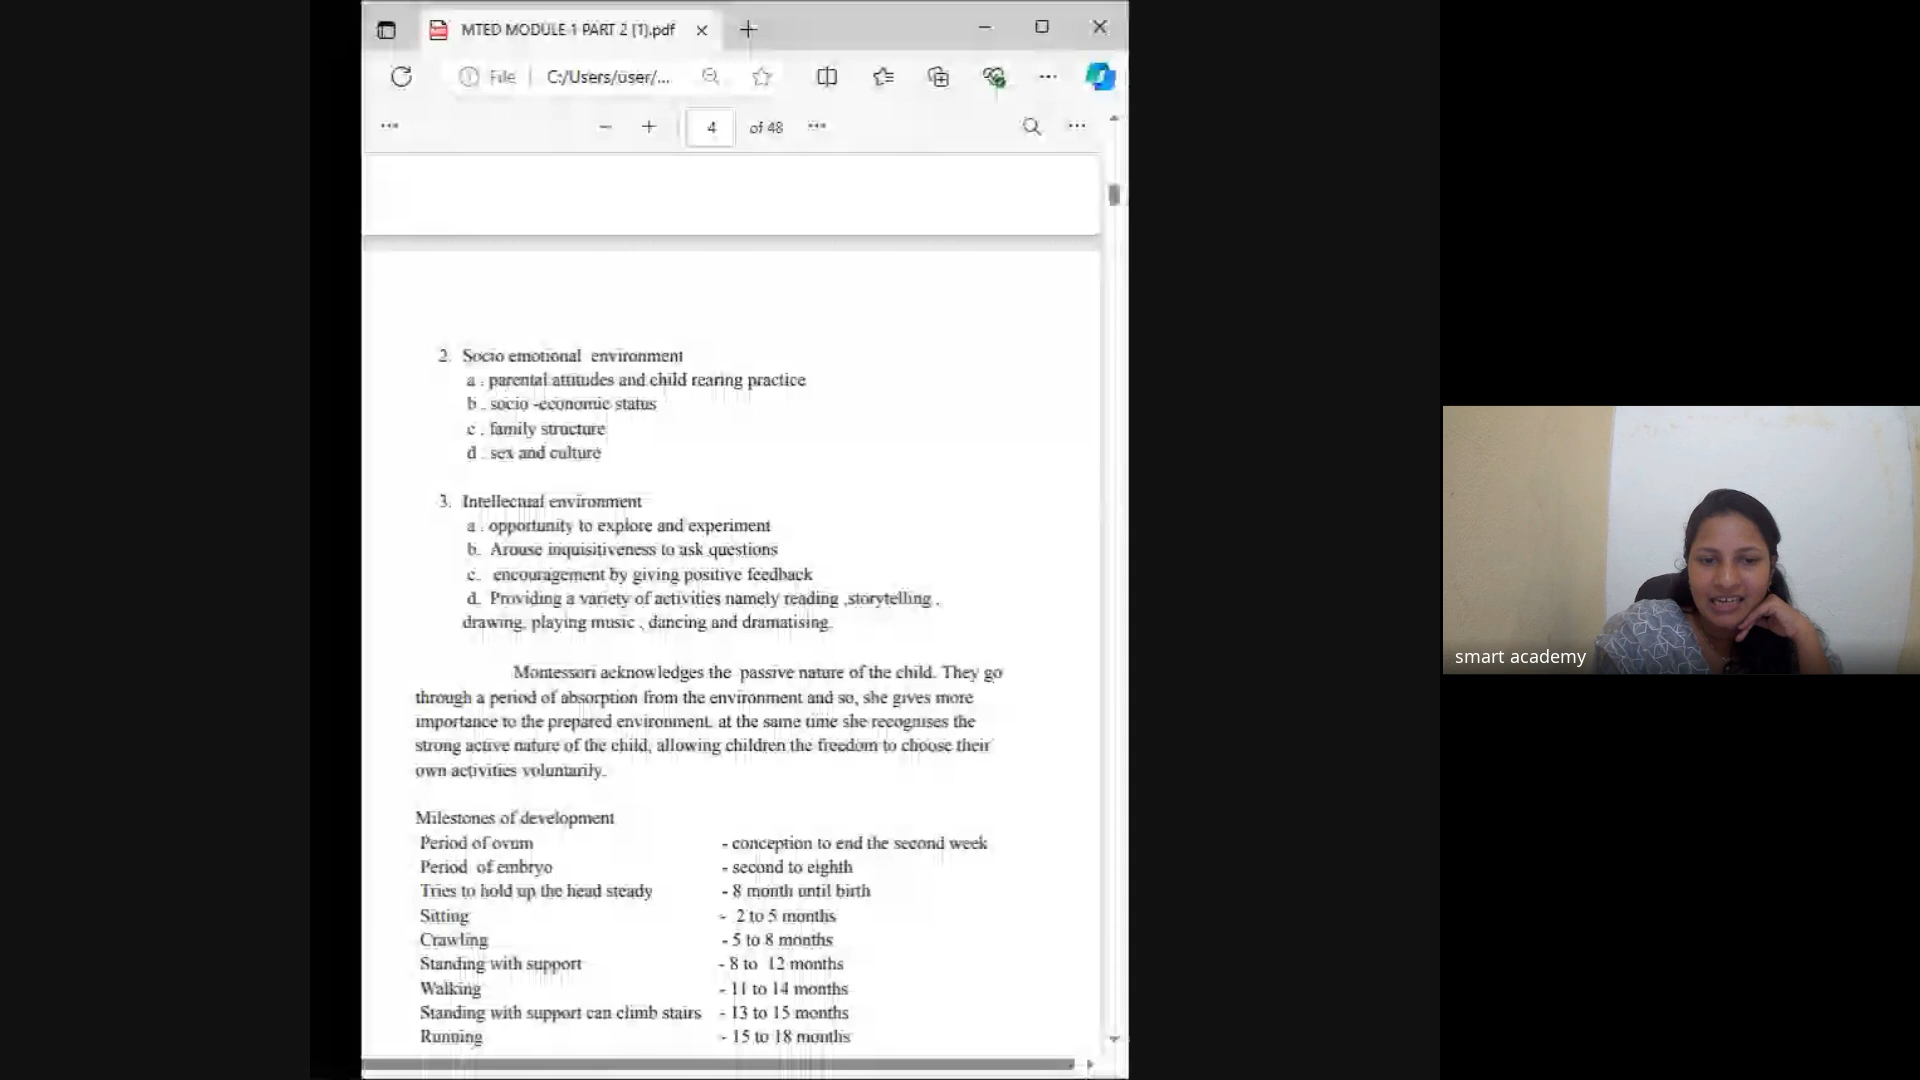 MTED MODULE 1 PART 2 (1).pdf
File
C:/Users/user/...
4 of 48
2. Socio emotional environment
a . parental attitudes and child rearing practice
b . socio -economic status
c . family structure
d . sex and culture
3. Intellectual environment
a . opportunity to explore and experiment
b. Arouse inquisitiveness to ask questions
c. encouragement by giving positive feedback
d. Providing a variety of activities namely reading ,storytelling ,
drawing, playing music , dancing and dramatising.
Montessori acknowledges the passive nature of the child. They go
through a period of absorption from the environment and so, she gives more
importance to the prepared environment. at the same time she recognises the
strong active nature of the child, allowing children the freedom to choose their
own activities voluntarily.
Milestones of development
Period of ovum - conception to end the second week
Period of embryo - second to eighth
Tries to hold up the head steady - 8 month until birth
Sitting - 2 to 5 months
Crawling - 5 to 8 months
Standing with support - 8 to 12 months
Walking - 11 to 14 months
Standing with support can climb stairs - 13 to 15 months
Running - 15 to 18 months
smart academy